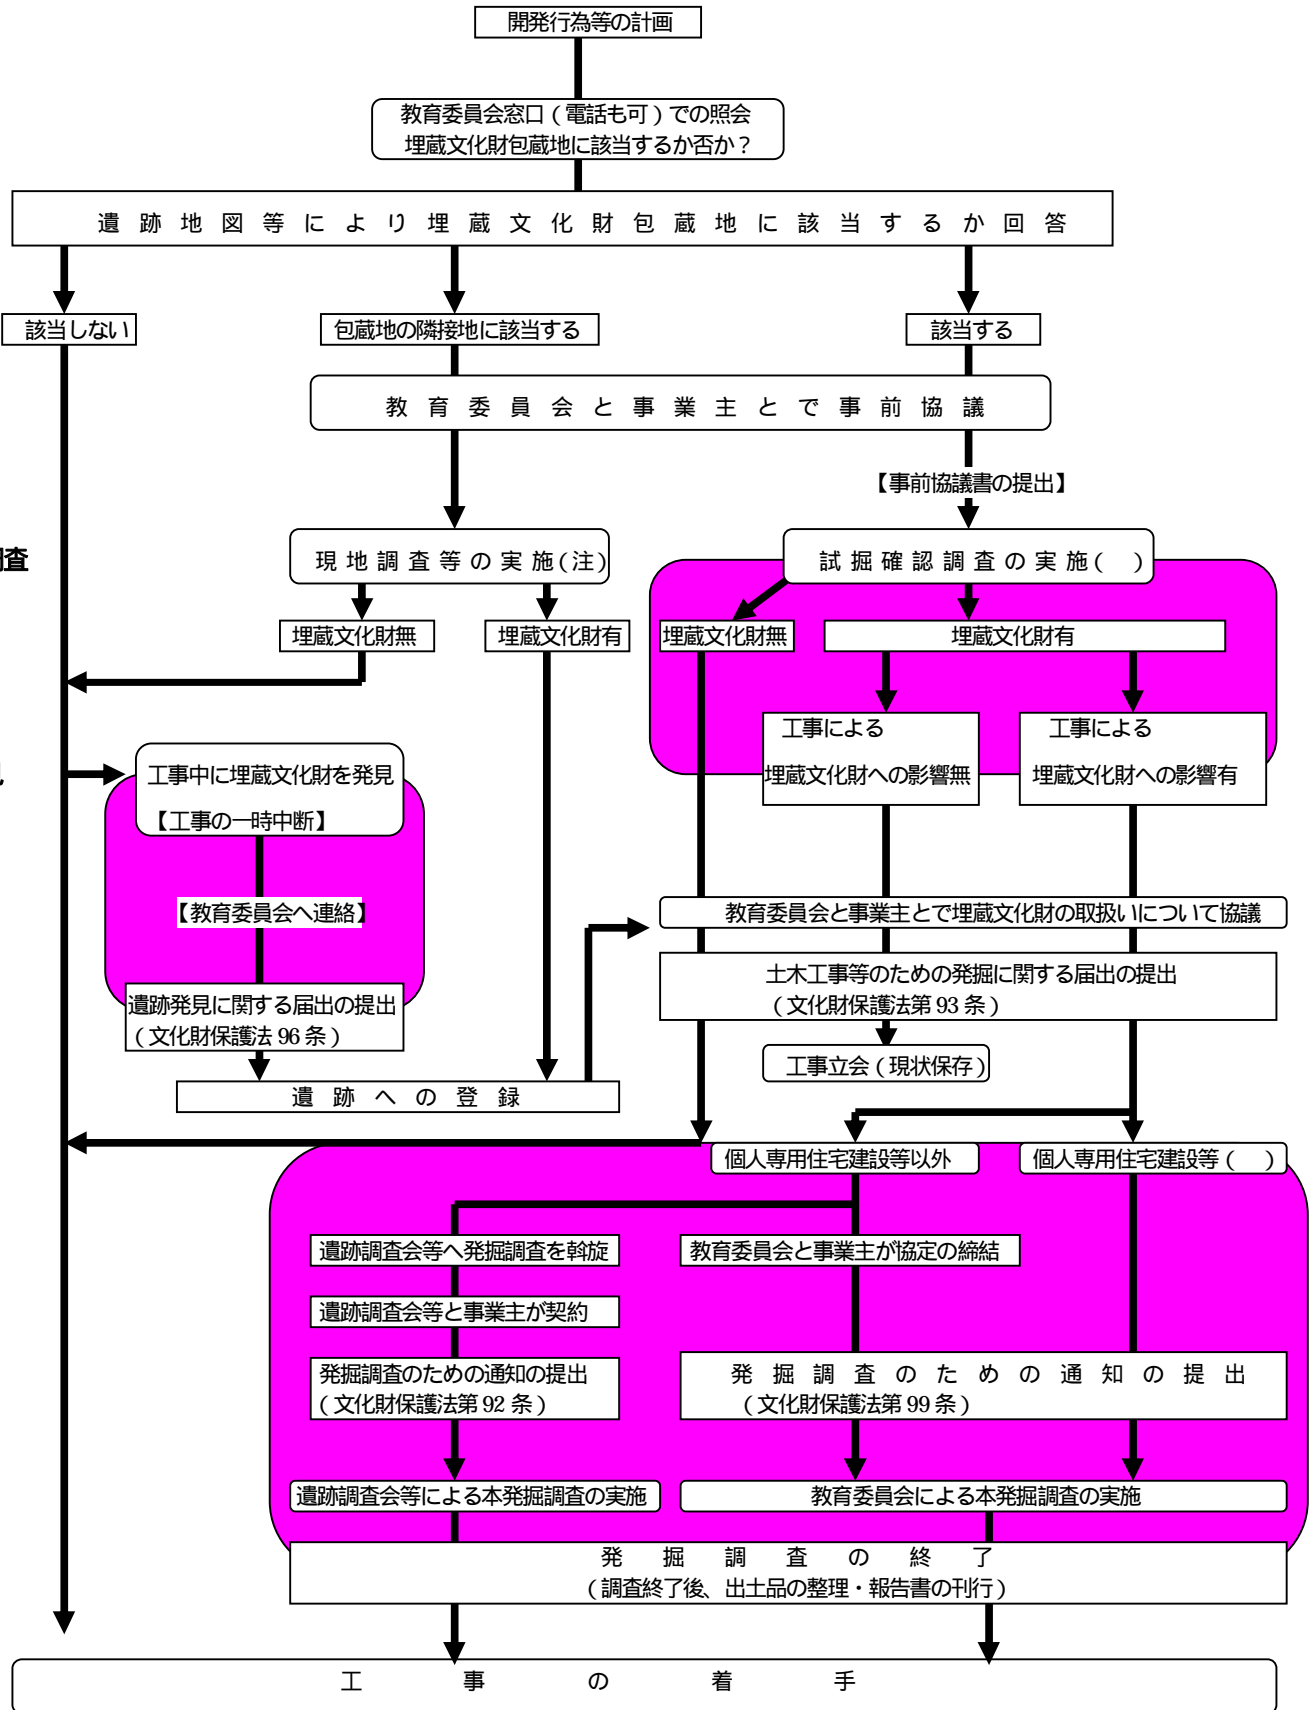 開発行為等の計画
教育委員会窓口（電話も可）での照会
埋蔵文化財包蔵地に該当するか否か？
遺跡地図等により埋蔵文化財包蔵地に該当するか回答
該当しない
包蔵地の隣接地に該当する
該当する
教育委員会と事業主とで事前協議
【事前協議書の提出】
査
現地調査等の実施(注)
試掘確認調査の実施(　)
埋蔵文化財無
埋蔵文化財有
埋蔵文化財無
埋蔵文化財有
工事による
埋蔵文化財への影響無
工事による
埋蔵文化財への影響有
工事中に埋蔵文化財を発見
【工事の一時中断】
【教育委員会へ連絡】
教育委員会と事業主とで埋蔵文化財の取扱いについて協議
土木工事等のための発掘に関する届出の提出
（文化財保護法第 93 条）
遺跡発見に関する届出の提出
（文化財保護法 96 条）
工事立会（現状保存）
遺跡への登録
個人専用住宅建設等以外
個人専用住宅建設等（　）
遺跡調査会等へ発掘調査を斡旋
教育委員会と事業主が協定の締結
遺跡調査会等と事業主が契約
発掘調査のための通知の提出
（文化財保護法第 92 条）
発掘調査のための通知の提出
（文化財保護法第 99 条）
遺跡調査会等による本発掘調査の実施
教育委員会による本発掘調査の実施
発掘調査の終了
（調査終了後、出土品の整理・報告書の刊行）
工事の着手